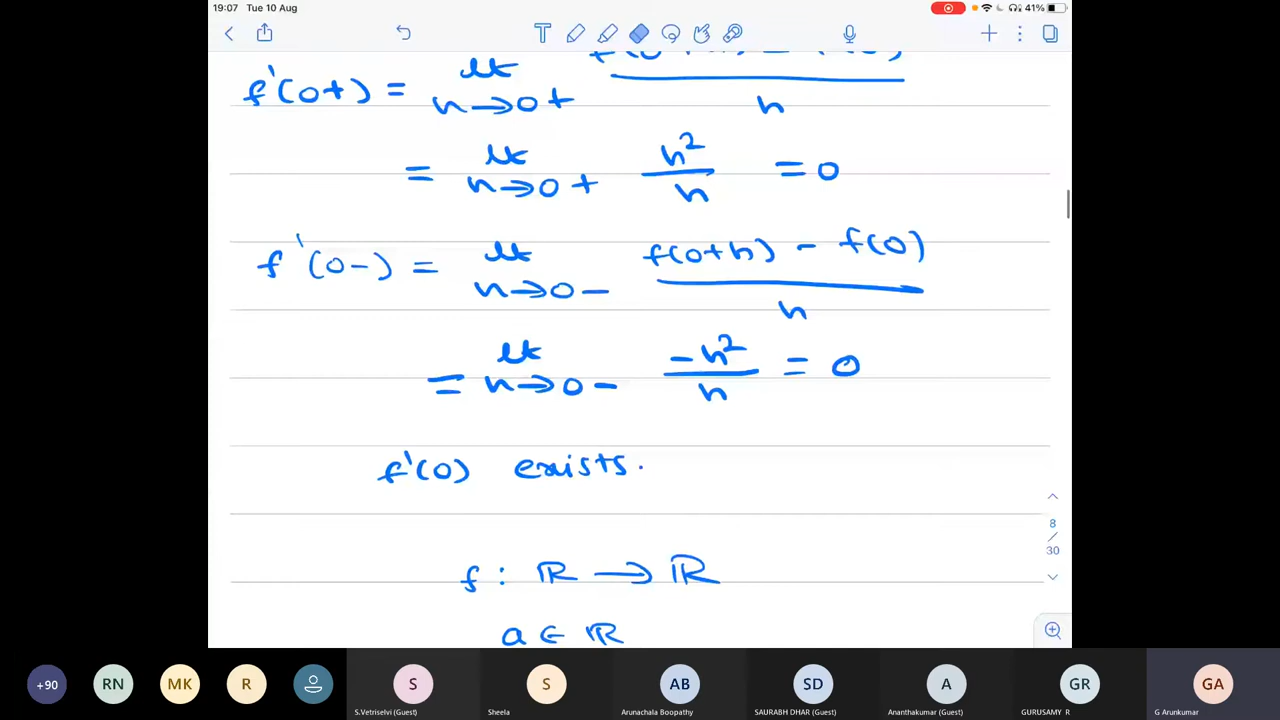 19:07 Tue 10 Aug
41%
f'(0+) = lt h→0+ f(0+h) - f(0) / h
= lt h→0+ h² / h = 0
f'(0-) = lt h→0- f(0+h) - f(0) / h
= lt h→0- -h² / h = 0
f'(0) exists.
f : ℝ → ℝ
a ∈ ℝ
8
/
30
+90
RN
MK
R
S
S.Vetriselvi (Guest)
S
Sheela
AB
Arunachala Boopathy
SD
SAURABH DHAR (Guest)
A
Ananthakumar (Guest)
GR
GURUSAMY R
GA
G Arunkumar